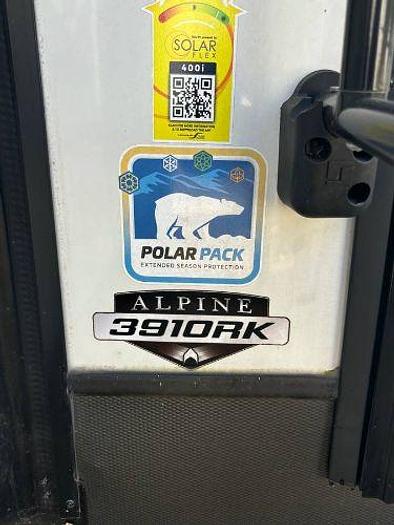 SOLAR
FLEX
400i
POLAR PACK
EXTENDED SEASON PROTECTION
ALPINE
3910RK